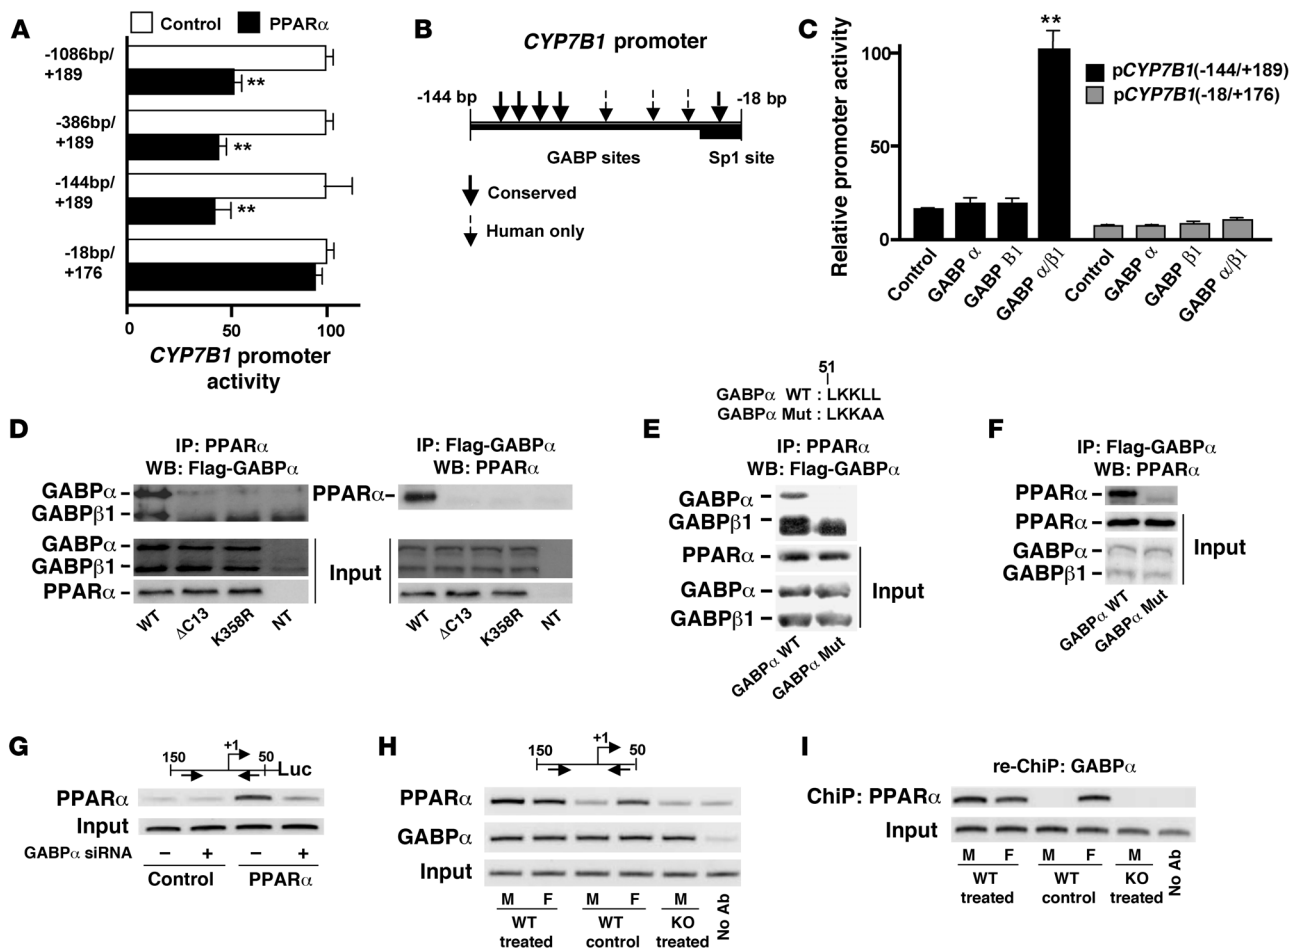 A
Control
PPARα
-1086bp/
+189
**
-386bp/
+189
**
-144bp/
+189
**
-18bp/
+176
0
50
100
CYP7B1 promoter
activity
B
CYP7B1 promoter
-144 bp
-18 bp
GABP sites
Sp1 site
Conserved
Human only
C
Relative promoter activity
100
50
0
**
pCYP7B1(-144/+189)
pCYP7B1(-18/+176)
Control
GABP α
GABP β1
GABP α/β1
Control
GABP α
GABP β1
GABP α/β1
D
IP: PPARα
WB: Flag-GABPα
GABPα
GABPβ1
GABPα
GABPβ1
PPARα
WT
ΔC13
K358R
NT
Input
IP: Flag-GABPα
WB: PPARα
PPARα
WT
ΔC13
K358R
NT
51
GABPα WT : LKKLL
GABPα Mut : LKKAA
E
IP: PPARα
WB: Flag-GABPα
GABPα
GABPβ1
PPARα
GABPα
GABPβ1
Input
GABPα WT
GABPα Mut
F
IP: Flag-GABPα
WB: PPARα
PPARα
PPARα
GABPα
GABPβ1
Input
GABPα WT
GABPα Mut
G
150
+1
50
Luc
PPARα
Input
GABPα siRNA
– + – +
Control
PPARα
H
150
+1
50
PPARα
GABPα
Input
M F M F M
WT
treated
WT
control
KO
treated
No Ab
I
re-ChiP: GABPα
ChiP: PPARα
Input
M F M F M
WT
treated
WT
control
KO
treated
No Ab